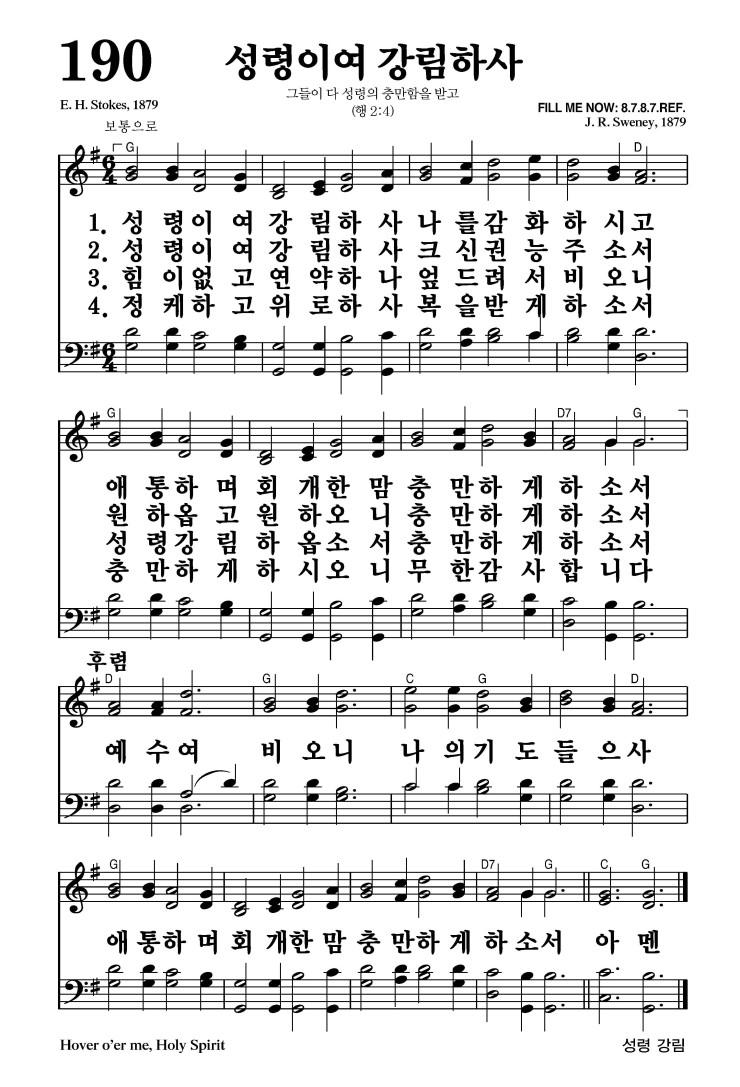 190
성령이여 강림하사
그들이 다 성령의 충만함을 받고
(행 2:4)
E. H. Stokes, 1879
FILL ME NOW: 8.7.8.7.REF.
J. R. Sweney, 1879
보통으로
G D
6 4
1. 성 령이 여 강 림하 사 나 를감 화 하 시고
2. 성 령이 여 강 림하 사 크 신권 능 주 소서
3. 힘 이없 고 연 약하 나 엎 드려 서 비 오니
4. 정 케하 고 위 로하 사 복 을받 게 하 소서
6 4
G D7 G
애 통하 며 회 개한 맘 충 만하 게 하 소서
원 하옵 고 원 하오 니 충 만하 게 하 소서
성 령강 림 하 옵소 서 충 만하 게 하 소서
충 만하 게 하 시오 니 무 한감 사 합 니다
후렴
D G C G D
예 수여 비 오니 나 의기 도 들 으사
G D7 G C G
애 통하 며 회 개한 맘 충 만하 게 하 소서 아 멘
Hover o'er me, Holy Spirit
성령 강림